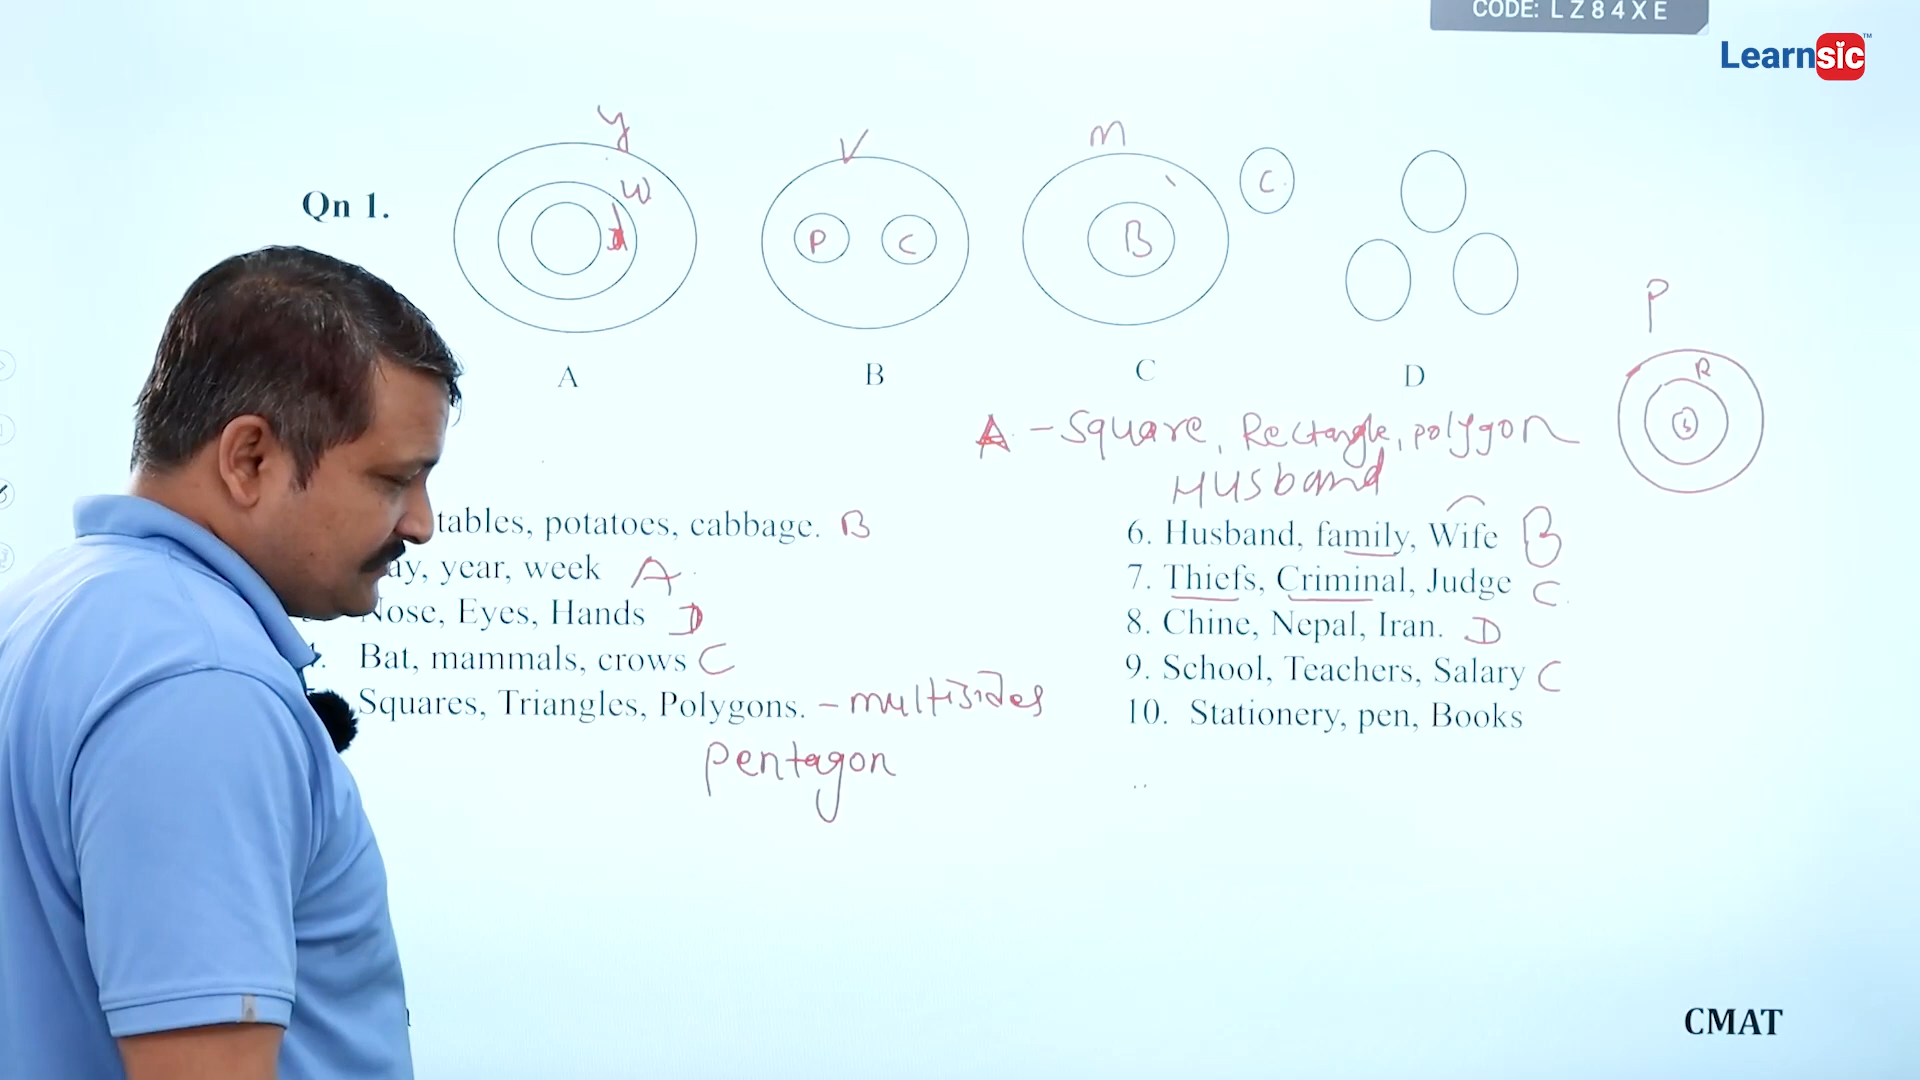 CODE: LZ84XE
Learnsic™
y
V
m
w
C
Qn 1.
P
C
B
P
A
B
C
D
R
A - Square, Rectangle, polygon
Husband
tables, potatoes, cabbage. B
6. Husband, family, Wife B
ay, year, week A
7. Thiefs, Criminal, Judge C
Nose, Eyes, Hands D
8. Chine, Nepal, Iran. D
Bat, mammals, crows C
9. School, Teachers, Salary C
Squares, Triangles, Polygons. - multisides
10. Stationery, pen, Books
pentagon
CMAT